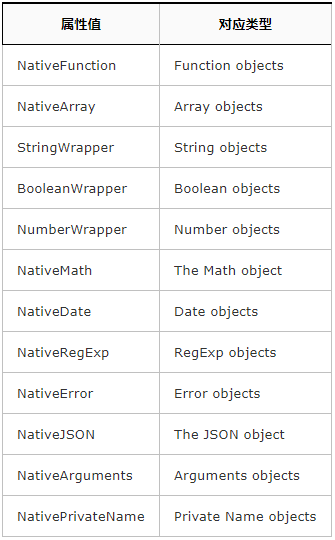 属性值 对应类型
NativeFunction Function objects
NativeArray Array objects
StringWrapper String objects
BooleanWrapper Boolean objects
NumberWrapper Number objects
NativeMath The Math object
NativeDate Date objects
NativeRegExp RegExp objects
NativeError Error objects
NativeJSON The JSON object
NativeArguments Arguments objects
NativePrivateName Private Name objects